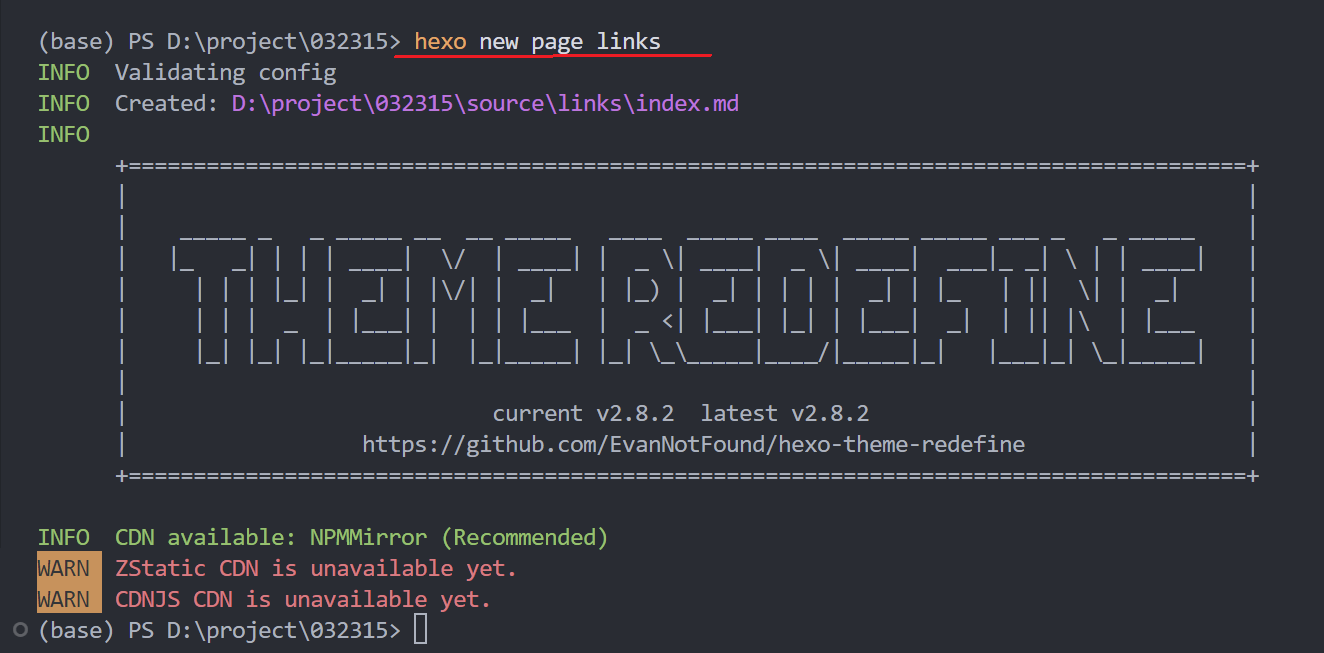 (base) PS D:\project\032315> hexo new page links
INFO  Validating config
INFO  Created: D:\project\032315\source\links\index.md
INFO
THEME REDEFINE
current v2.8.2  latest v2.8.2
https://github.com/EvanNotFound/hexo-theme-redefine
INFO  CDN available: NPMMirror (Recommended)
WARN  ZStatic CDN is unavailable yet.
WARN  CDNJS CDN is unavailable yet.
(base) PS D:\project\032315>